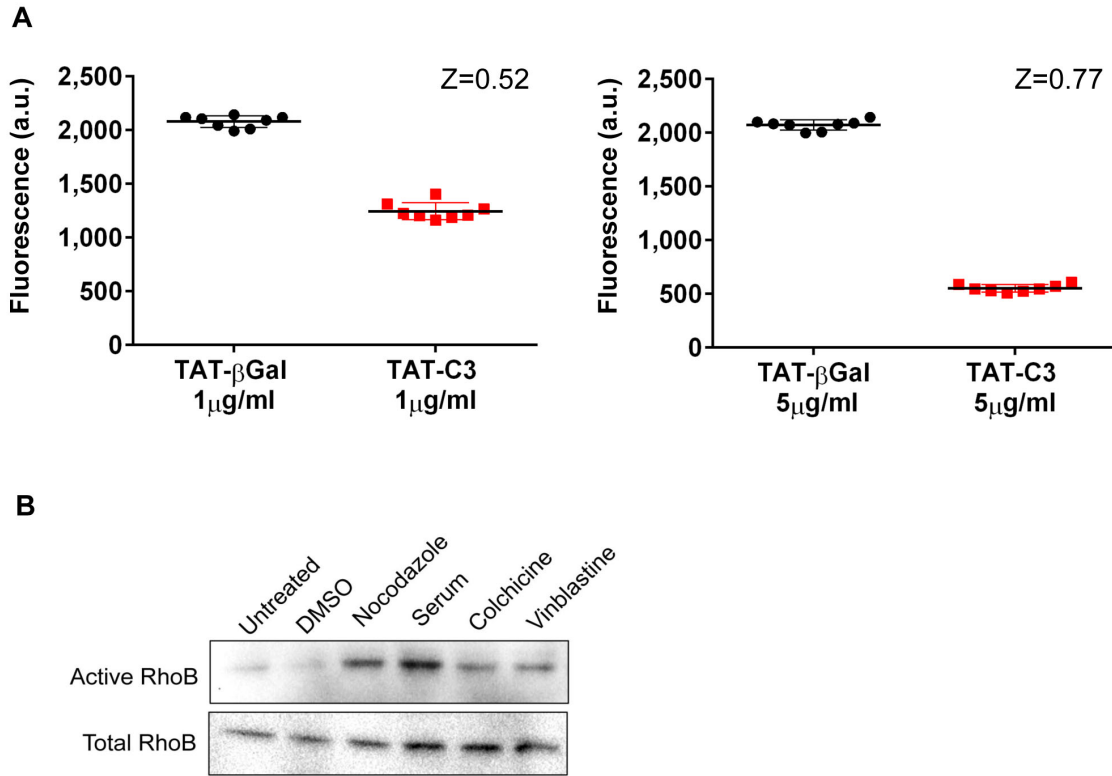 A
Z=0.52
Fluorescence (a.u.)
2,500
2,000
1,500
1,000
500
0
TAT-βGal
1μg/ml
TAT-C3
1μg/ml
Z=0.77
Fluorescence (a.u.)
2,500
2,000
1,500
1,000
500
0
TAT-βGal
5μg/ml
TAT-C3
5μg/ml
B
Untreated
DMSO
Nocodazole
Serum
Colchicine
Vinblastine
Active RhoB
Total RhoB